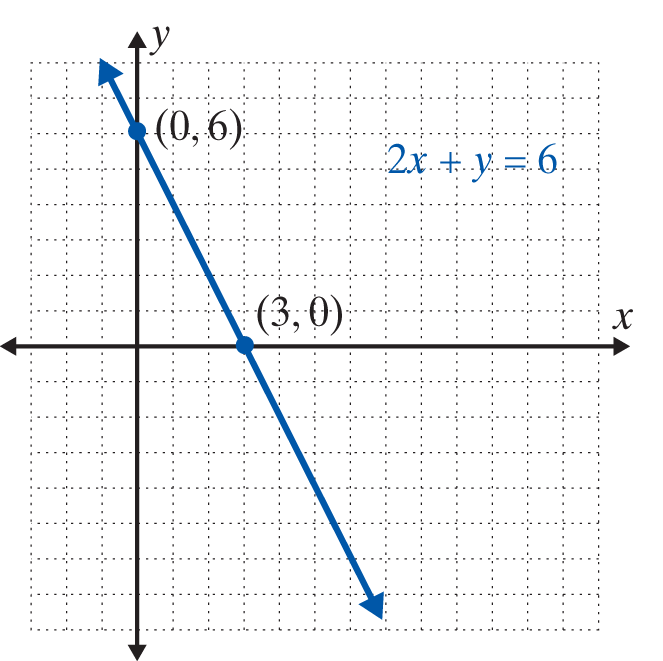 y
(0, 6)
2x + y = 6
(3, 0)
x